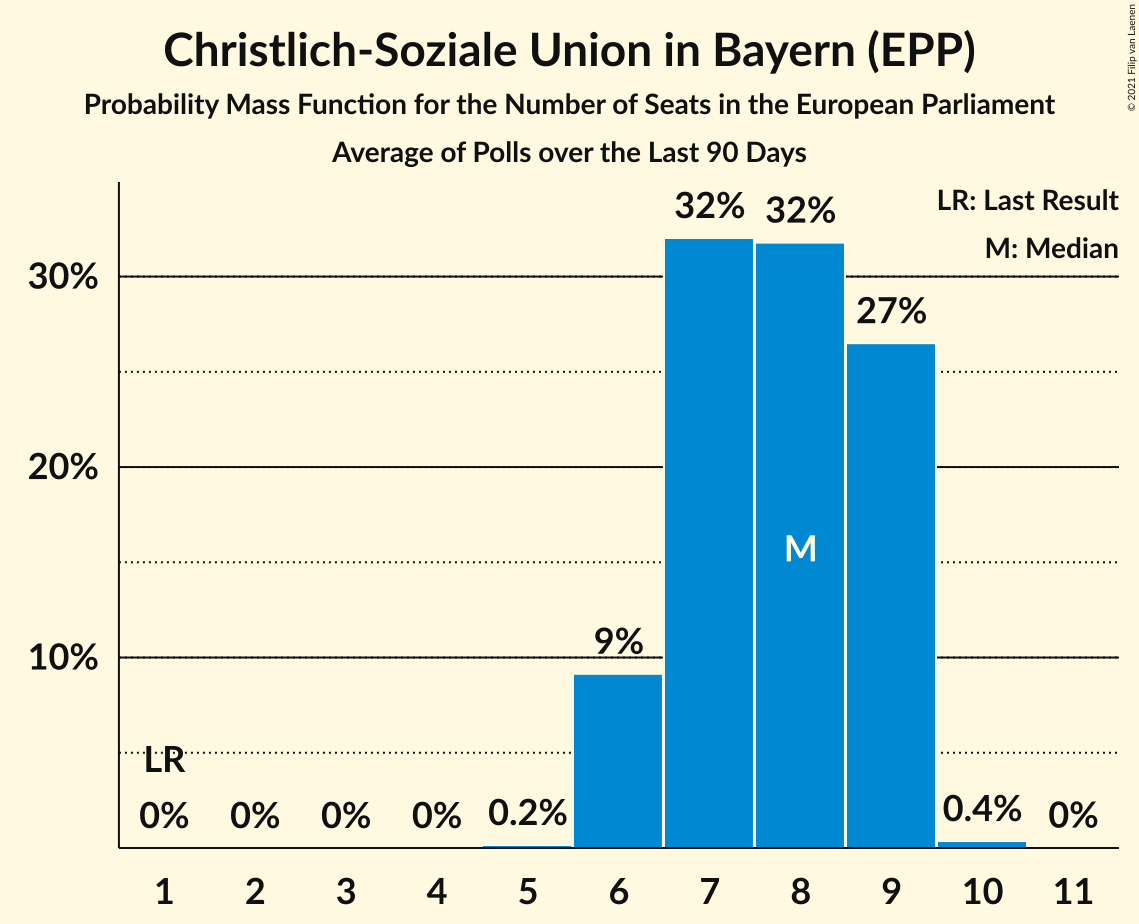 Christlich-Soziale Union in Bayern (EPP)
Probability Mass Function for the Number of Seats in the European Parliament
Average of Polls over the Last 90 Days
© 2021 Filip van Laenen
LR: Last Result
M: Median
32%
32%
30%
27%
20%
M
9%
10%
LR
0%
0%
0%
0%
0.2%
0.4%
0%
1 2 3 4 5 6 7 8 9 10 11